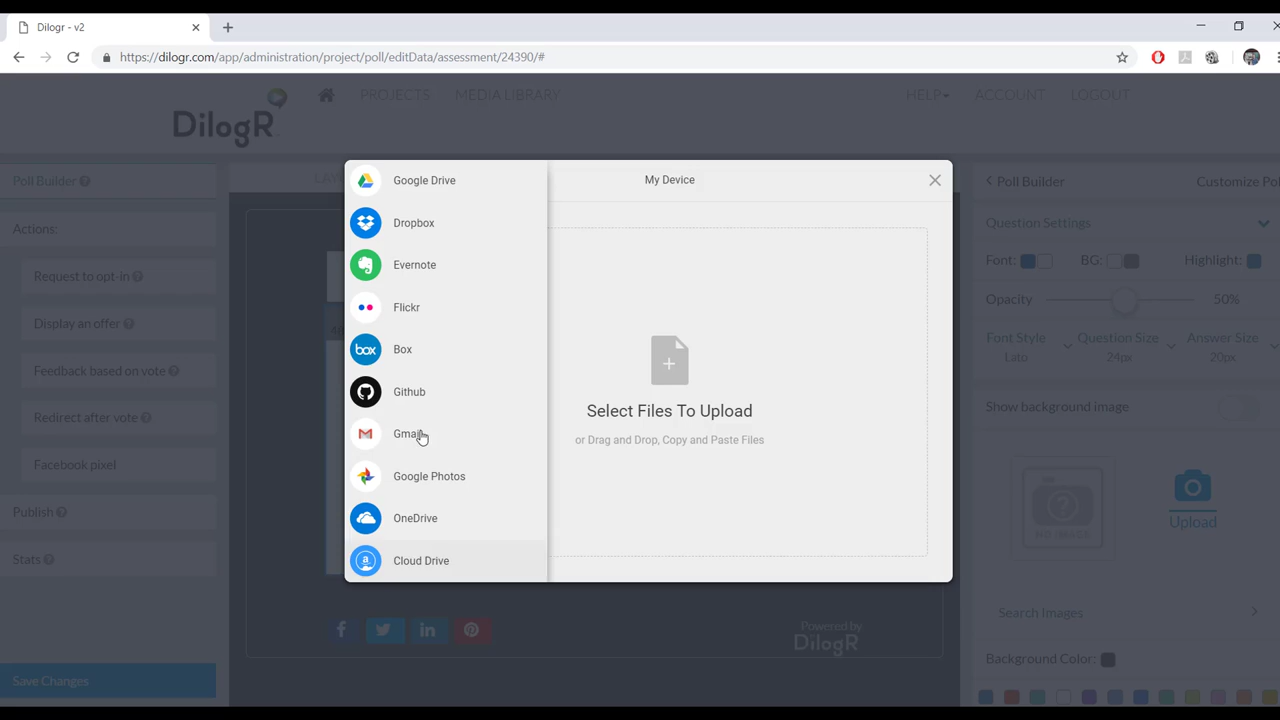 Dilogr - v2
https://dilogr.com/app/administration/project/poll/editData/assessment/24390/#
DilogR
PROJECTS
MEDIA LIBRARY
HELP
ACCOUNT
LOGOUT
Poll Builder
Actions:
Request to opt-in
Display an offer
Feedback based on vote
Redirect after vote
Facebook pixel
Publish
Stats
Save Changes
Google Drive
Dropbox
Evernote
Flickr
box
Box
Github
Gmail
Google Photos
OneDrive
a
Cloud Drive
My Device
Select Files To Upload
or Drag and Drop, Copy and Paste Files
Powered by
DilogR
Poll Builder
Customize Pol
Question Settings
Font:
BG:
Highlight:
Opacity
50%
Font Style
Lato
Question Size
24px
Answer Size
20px
Show background image
NO IMAGE
Upload
Search Images
Background Color: